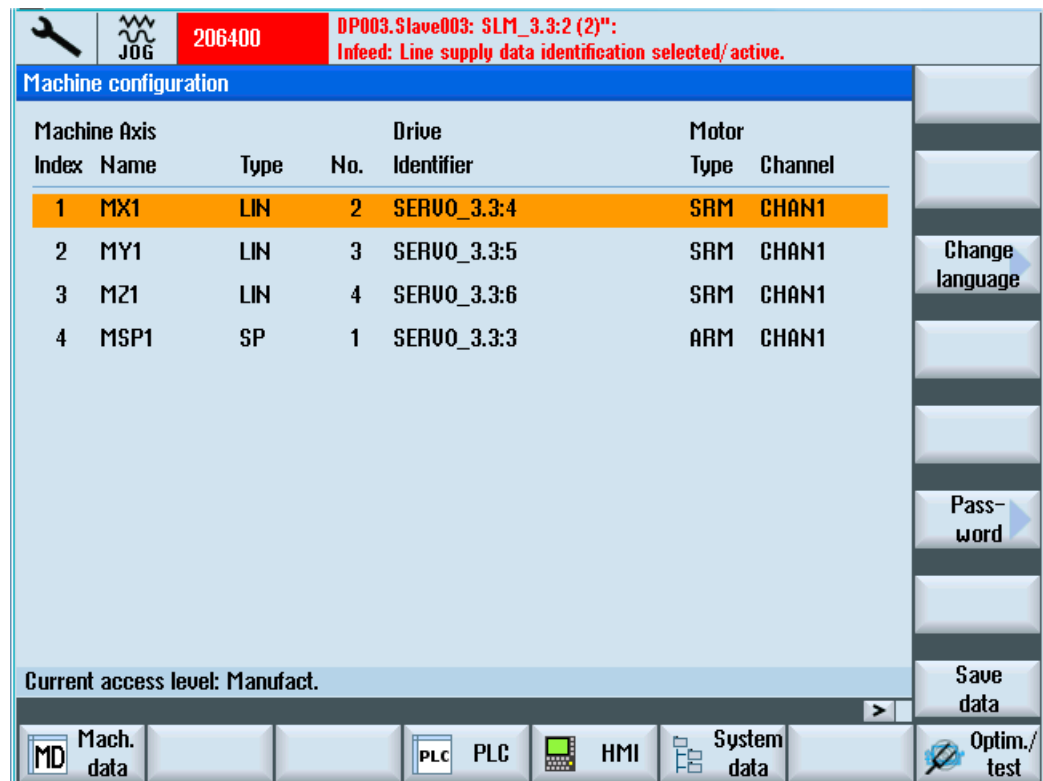 JOG
206400
DP003.Slave003: SLM_3.3:2 (2)":
Infeed: Line supply data identification selected/active.
Machine configuration
Machine Axis Drive Motor
Index Name Type No. Identifier Type Channel
1 MX1 LIN 2 SERVO_3.3:4 SRM CHAN1
2 MY1 LIN 3 SERVO_3.3:5 SRM CHAN1
3 MZ1 LIN 4 SERVO_3.3:6 SRM CHAN1
4 MSP1 SP 1 SERVO_3.3:3 ARM CHAN1
Change
language
Pass-
word
Current access level: Manufact.
Save
data
>
MD Mach.
data
PLC PLC
HMI
System
data
Optim./
test